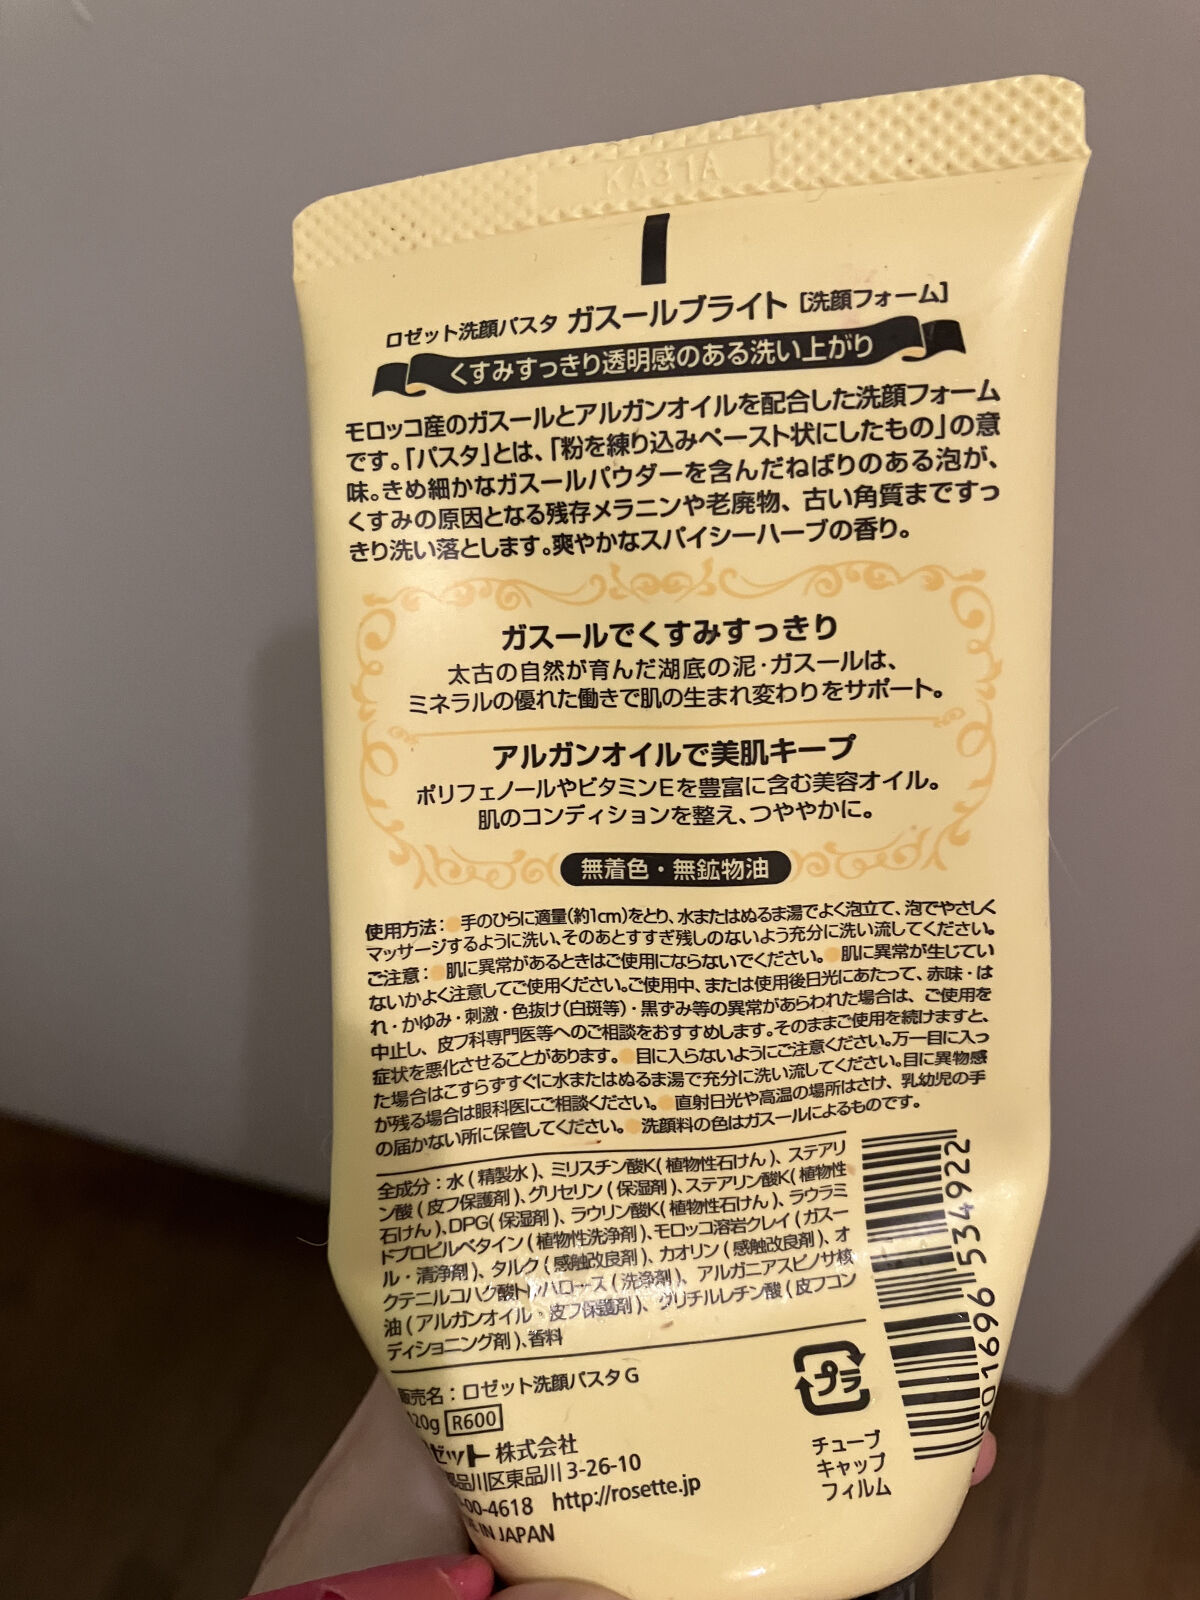 KA31A
ロゼット洗顔パスタ ガスールブライト [洗顔フォーム]
くすみすっきり透明感のある洗い上がり
モロッコ産のガスールとアルガンオイルを配合した洗顔フォーム
です。「パスタ」とは、「粉を練り込みペースト状にしたもの」の意
味。きめ細かなガスールパウダーを含んだねばりのある泡が、
くすみの原因となる残存メラニンや老廃物、古い角質まですっ
きり洗い落とします。爽やかなスパイシーハーブの香り。
ガスールでくすみすっきり
太古の自然が育んだ湖底の泥・ガスールは、
ミネラルの優れた働きで肌の生まれ変わりをサポート。
アルガンオイルで美肌キープ
ポリフェノールやビタミンEを豊富に含む美容オイル。
肌のコンディションを整え、つややかに。
無着色・無鉱物油
使用方法：●手のひらに適量(約1cm)をとり、水またはぬるま湯でよく泡立て、泡でやさしく
マッサージするように洗い、そのあとすすぎ残しのないよう充分に洗い流してください。
ご注意：●肌に異常があるときはご使用にならないでください。●肌に異常が生じてい
ないかよく注意してご使用ください。ご使用中、または使用後日光にあたって、赤味・は
れ・かゆみ・刺激・色抜け(白斑等)・黒ずみ等の異常があらわれた場合は、ご使用を
中止し、皮フ科専門医等へのご相談をおすすめします。そのままご使用を続けますと、
症状を悪化させることがあります。●目に入らないようにご注意ください。万一目に入っ
た場合はこすらずすぐに水またはぬるま湯で充分に洗い流してください。目に異物感
が残る場合は眼科医にご相談ください。●直射日光や高温の場所はさけ、乳幼児の手
の届かない所に保管してください。●洗顔料の色はガスールによるものです。
全成分：水(精製水)、ミリスチン酸K(植物性石けん)、ステアリ
ン酸(皮フ保護剤)、グリセリン(保湿剤)、ステアリン酸K(植物性
石けん)、DPG(保湿剤)、ラウリン酸K(植物性石けん)、ラウラミ
ドプロピルベタイン(植物性洗浄剤)、モロッコ溶岩クレイ(ガスー
ル・清浄剤)、タルク(感触改良剤)、カオリン(感触改良剤)、オ
クテニルコハク酸トレハロース(洗浄剤)、アルガニアスピノサ核
油(アルガンオイル・皮フ保護剤)、グリチルレチン酸(皮フコン
ディショニング剤)、香料
販売名：ロゼット洗顔パスタG
120g R600
ゼット株式会社
品川区東品川3-26-10
-00-4618 http://rosette.jp
IN JAPAN
プラ
チューブ
キャップ
フィルム
901696 534922